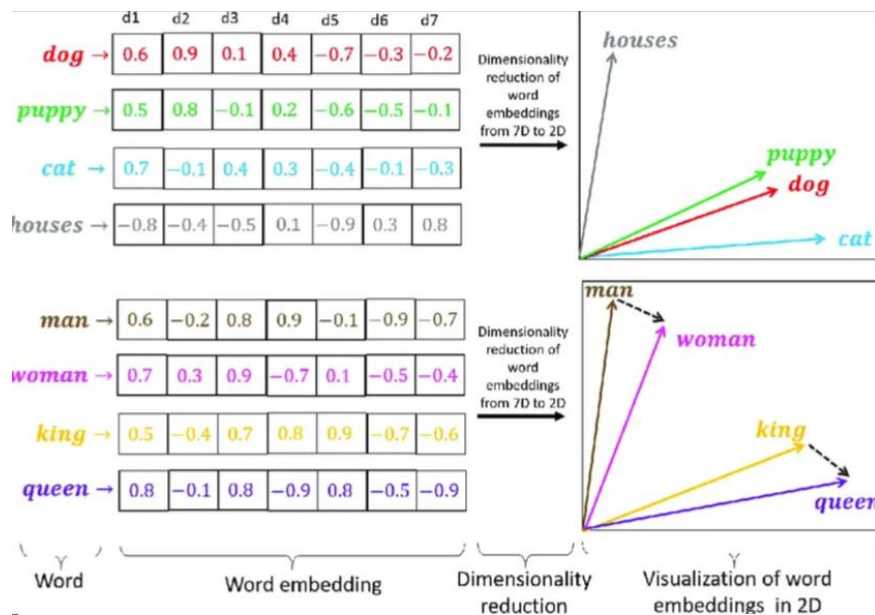 d1 d2 d3 d4 d5 d6 d7
dog → 0.6 0.9 0.1 0.4 −0.7 −0.3 −0.2
puppy → 0.5 0.8 −0.1 0.2 −0.6 −0.5 −0.1
cat → 0.7 −0.1 0.4 0.3 −0.4 −0.1 −0.3
houses → −0.8 −0.4 −0.5 0.1 −0.9 0.3 0.8
Dimensionality
reduction of
word
embeddings
from 7D to 2D
houses
puppy
dog
cat
man → 0.6 −0.2 0.8 0.9 −0.1 −0.9 −0.7
woman → 0.7 0.3 0.9 −0.7 0.1 −0.5 −0.4
king → 0.5 −0.4 0.7 0.8 0.9 −0.7 −0.6
queen → 0.8 −0.1 0.8 −0.9 0.8 −0.5 −0.9
Dimensionality
reduction of
word
embeddings
from 7D to 2D
man
woman
king
queen
Word
Word embedding
Dimensionality
reduction
Visualization of word
embeddings in 2D